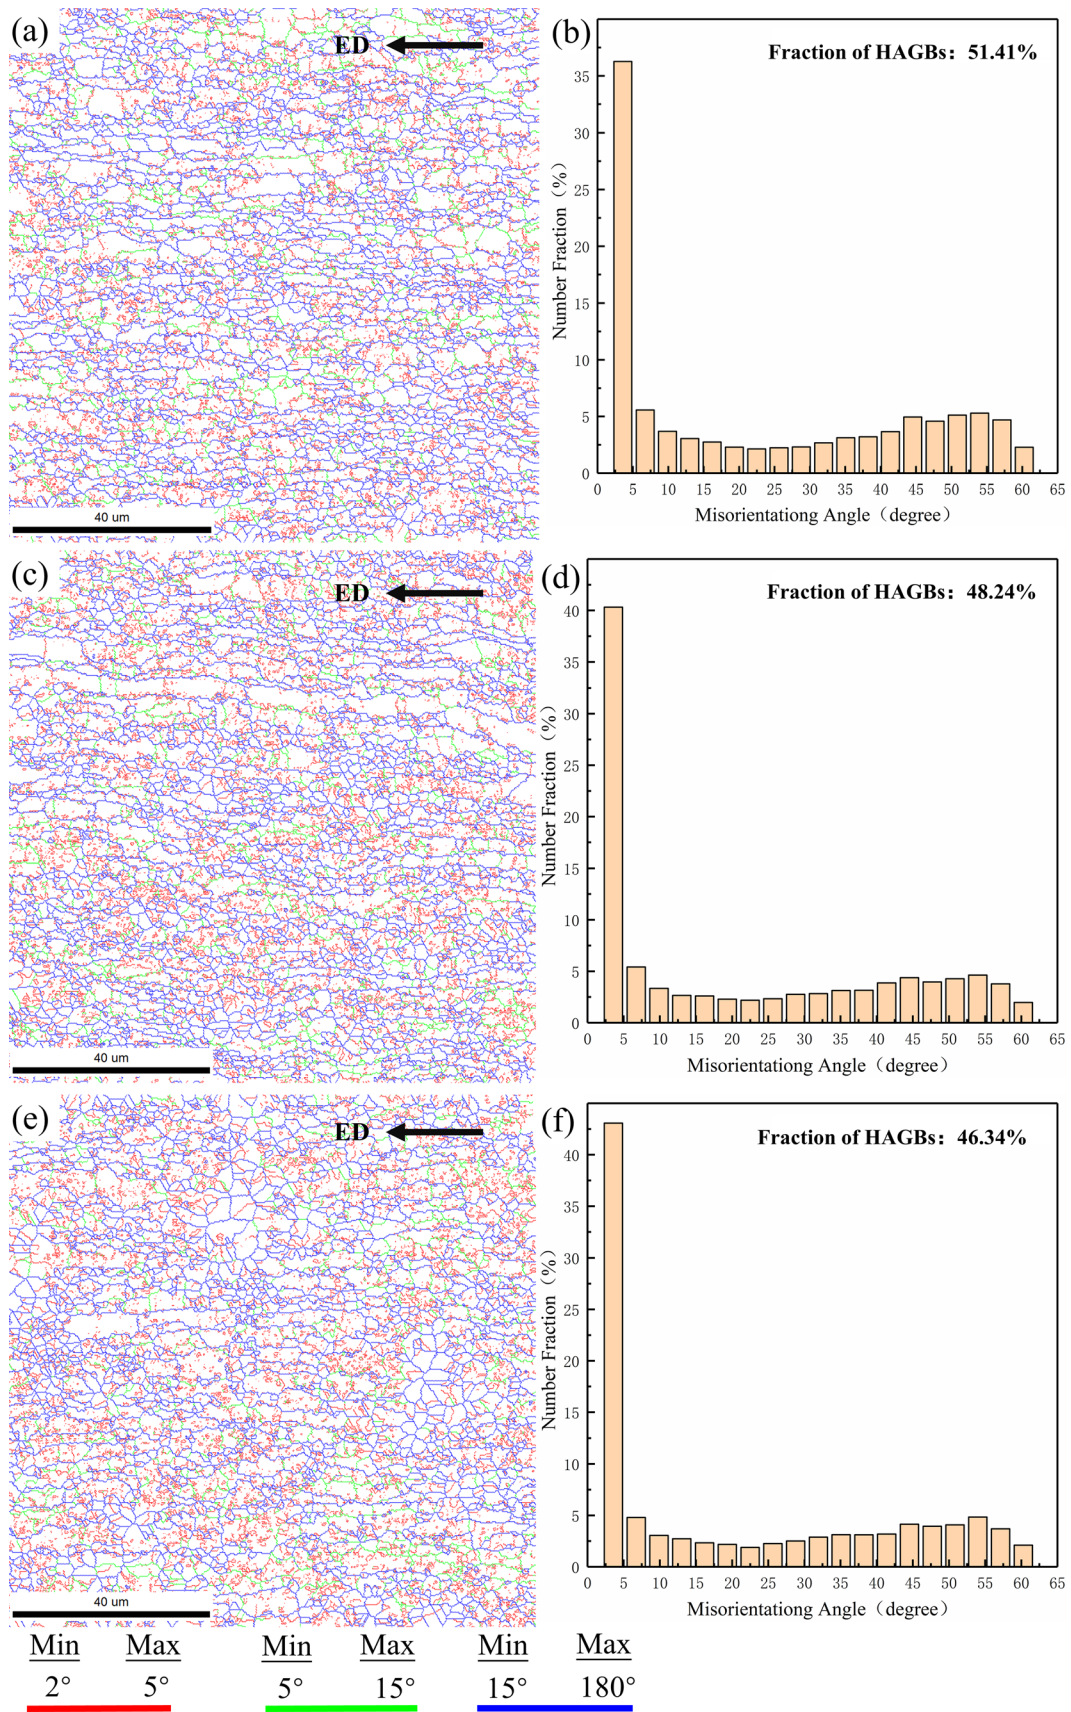 (a)
ED
40 um
(b)
Fraction of HAGBs：51.41%
Number Fraction（%）
35
30
25
20
15
10
5
0
0 5 10 15 20 25 30 35 40 45 50 55 60 65
Misorientationg Angle（degree）
(c)
ED
40 um
(d)
Fraction of HAGBs：48.24%
Number Fraction（%）
40
35
30
25
20
15
10
5
0
0 5 10 15 20 25 30 35 40 45 50 55 60 65
Misorientationg Angle（degree）
(e)
ED
40 um
(f)
Fraction of HAGBs：46.34%
Number Fraction（%）
40
35
30
25
20
15
10
5
0
0 5 10 15 20 25 30 35 40 45 50 55 60 65
Misorientationg Angle（degree）
Min Max Min Max Min Max
2° 5° 5° 15° 15° 180°